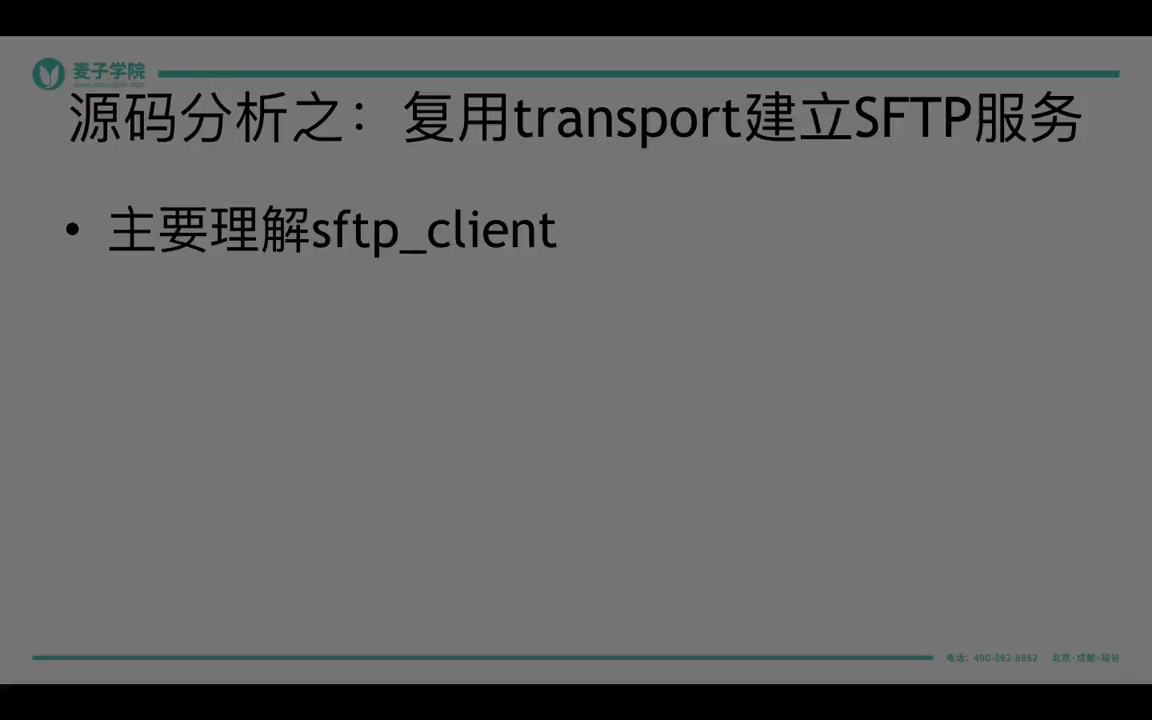 麦子学院
源码分析之：复用transport建立SFTP服务
• 主要理解sftp_client
电话：400-862-8862 北京·成都·硅谷